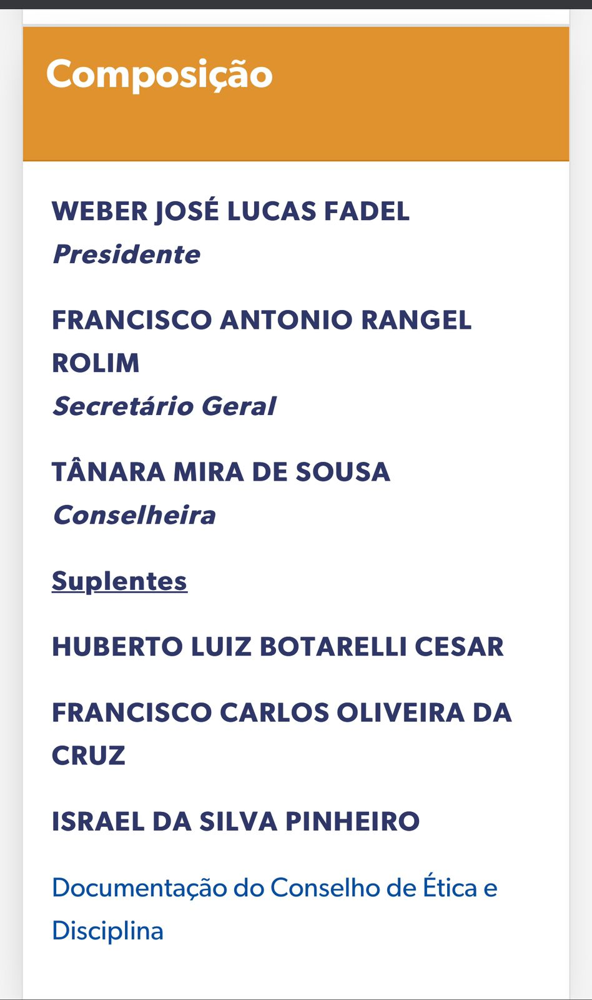 Composição
WEBER JOSÉ LUCAS FADEL
Presidente
FRANCISCO ANTONIO RANGEL
ROLIM
Secretário Geral
TÂNARA MIRA DE SOUSA
Conselheira
Suplentes
HUBERTO LUIZ BOTARELLI CESAR
FRANCISCO CARLOS OLIVEIRA DA
CRUZ
ISRAEL DA SILVA PINHEIRO
Documentação do Conselho de Ética e
Disciplina